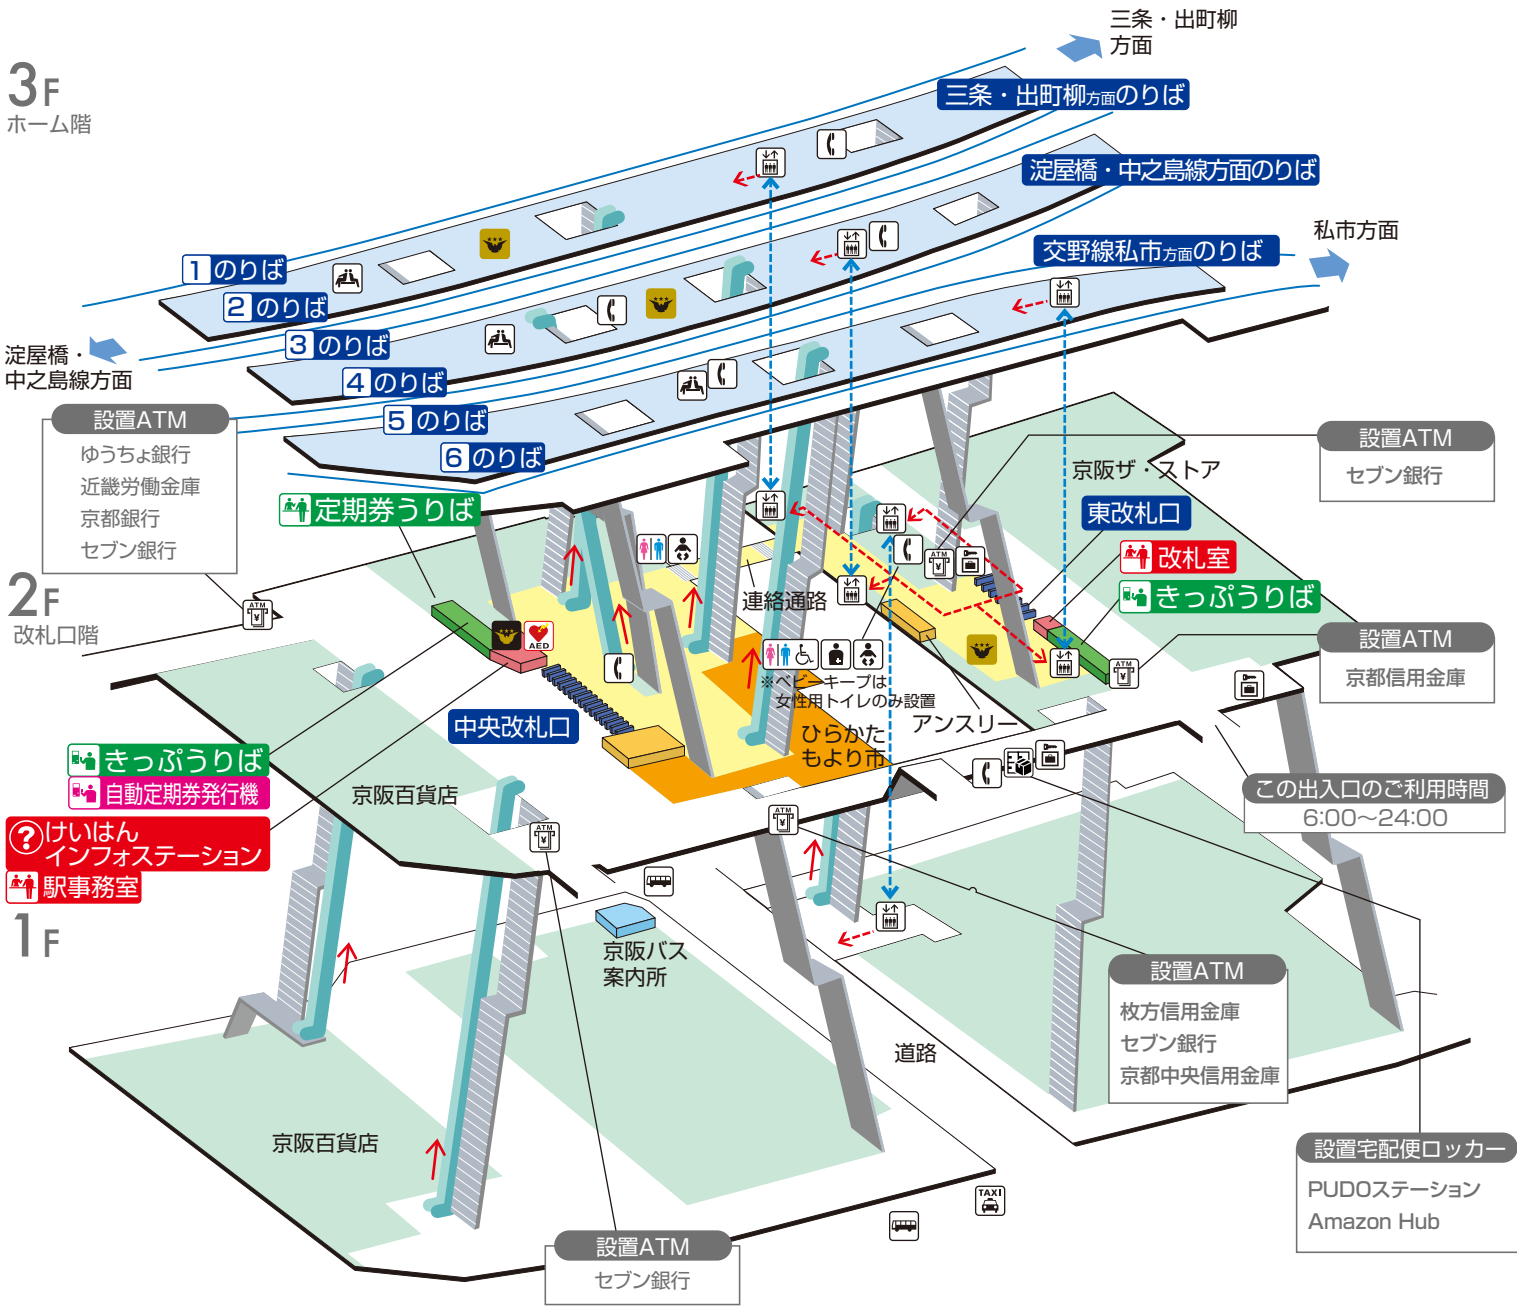 三条・出町柳
方面
3F
ホーム階
三条・出町柳方面のりば
淀屋橋・中之島線方面のりば
交野線私市方面のりば
私市方面
1 のりば
2 のりば
3 のりば
4 のりば
5 のりば
6 のりば
淀屋橋・
中之島線方面
設置ATM
ゆうちょ銀行
近畿労働金庫
京都銀行
セブン銀行
定期券うりば
設置ATM
セブン銀行
京阪ザ・ストア
東改札口
改札室
きっぷうりば
2F
改札口階
ATM
¥
ATM
¥
AED
連絡通路
※ベビーキープは
女性用トイレのみ設置
アンスリー
ATM
¥
設置ATM
京都信用金庫
中央改札口
ひらかた
もより市
きっぷうりば
自動定期券発行機
京阪百貨店
この出入口のご利用時間
6:00〜24:00
?けいはん
インフォステーション
駅事務室
ATM
¥
ATM
¥
1F
京阪バス
案内所
設置ATM
枚方信用金庫
セブン銀行
京都中央信用金庫
道路
京阪百貨店
設置宅配便ロッカー
PUDOステーション
Amazon Hub
TAXI
設置ATM
セブン銀行